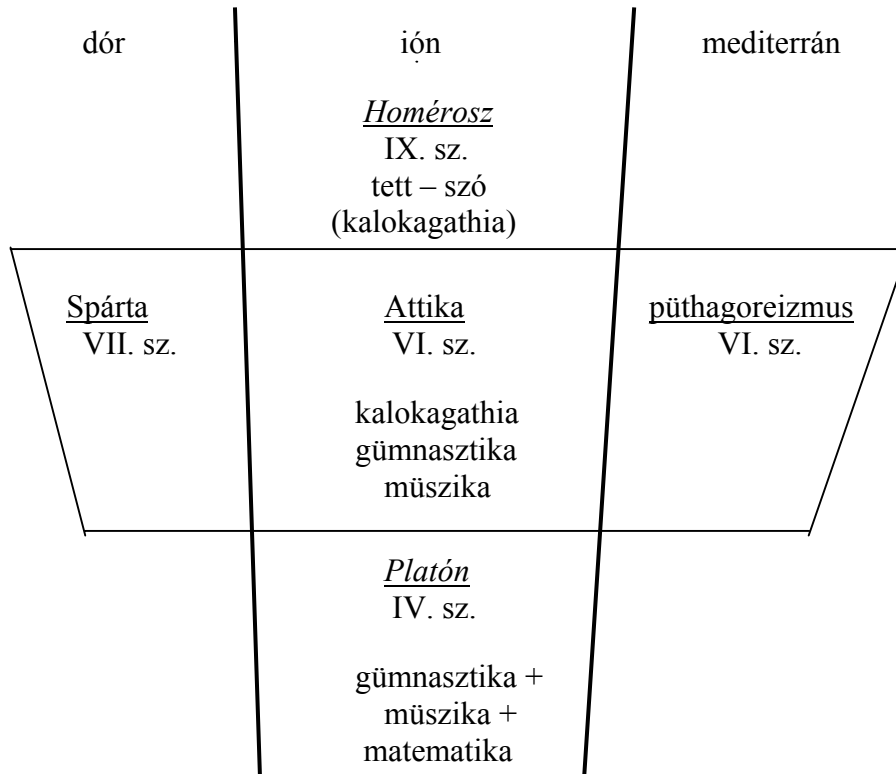 dór ión mediterrán
Homérosz
IX. sz.
tett – szó
(kalokagathia)
Spárta Attika püthagoreizmus
VII. sz. VI. sz. VI. sz.
kalokagathia
gümnasztika
müszika
Platón
IV. sz.
gümnasztika +
müszika +
matematika